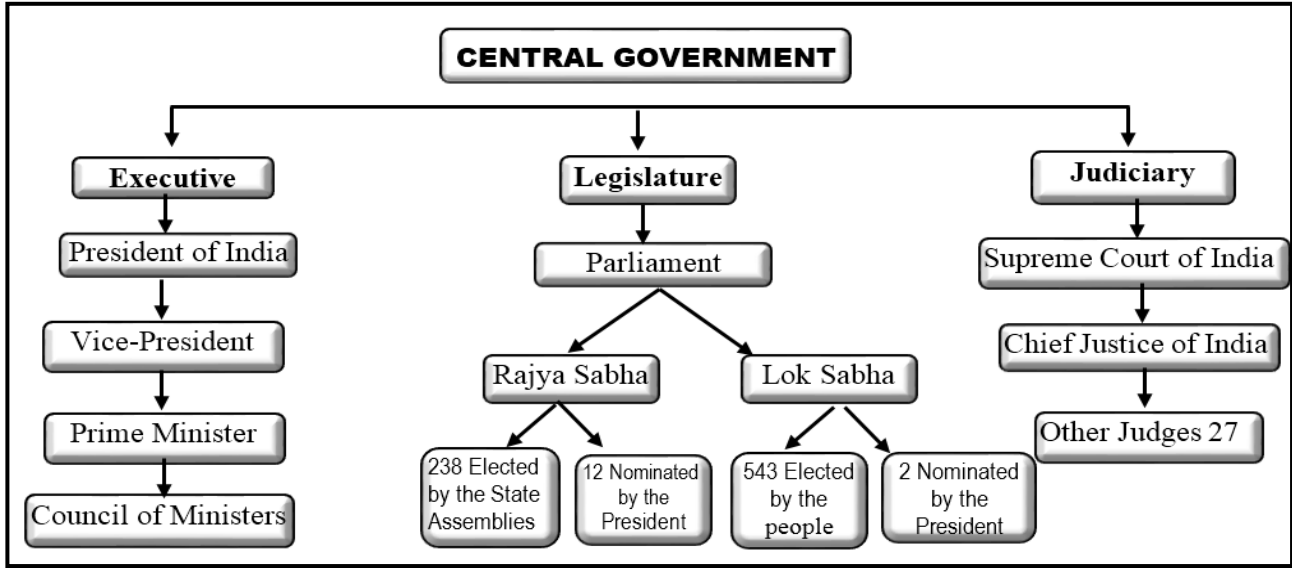 CENTRAL GOVERNMENT
Executive
President of India
Vice-President
Prime Minister
Council of Ministers
Legislature
Parliament
Rajya Sabha
238 Elected
by the State
Assemblies
12 Nominated
by the
President
Lok Sabha
543 Elected
by the
people
2 Nominated
by the
President
Judiciary
Supreme Court of India
Chief Justice of India
Other Judges 27